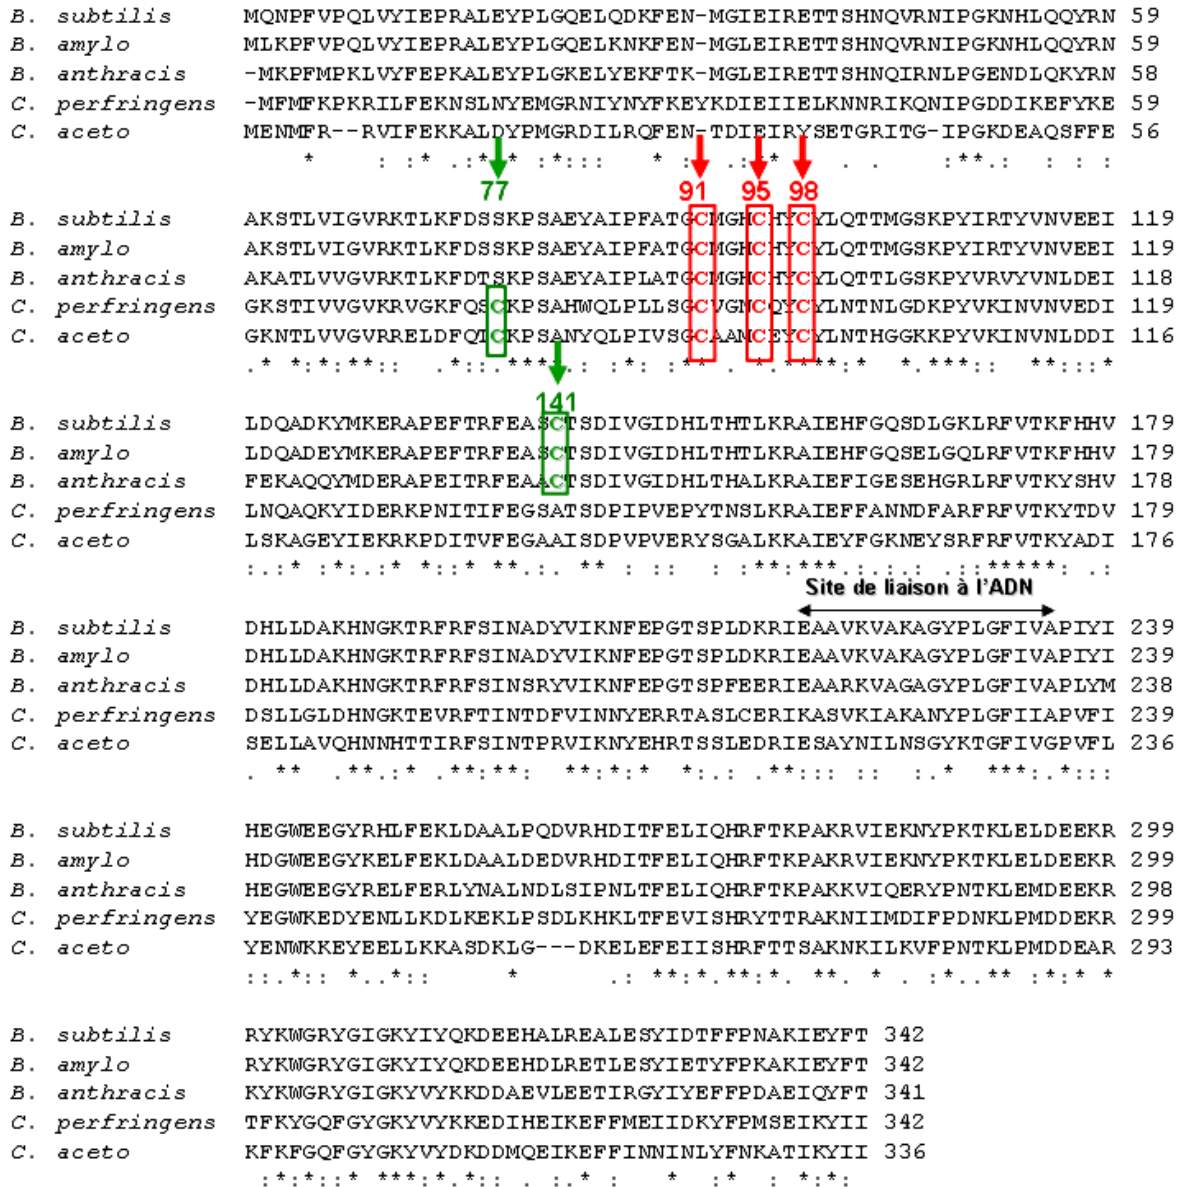 B. subtilis MQNPFVPQLVYIEPRALEYPLGQELQDKFEN-MGIEIRETTSHNQVRNIPGKNHLQQYRN 59
B. amylo MLKPFVPQLVYIEPRALEYPLGQELKNKFEN-MGLEIRETTSHNQVRNIPGKNHLQQYRN 59
B. anthracis -MKPFMPKLVYFEPKALEYPLGKELYEKFTK-MGLEIRETTSHNQIRNLPGENDLQKYRN 58
C. perfringens -MFMFKPKRILFEKNSLNYEMGRNIYNYFKEYKDIEIIELKNNRIKQNIPGDDIKEFYKE 59
C. aceto MENMFR--RVIFEKKALDYPMGRDILRQFEN-TDIEIRYSETGRITG-IPGKDEAQSFFE 56
* : :* .:* * :*::: * : :** . . :**.: : : :
77 91 95 98
B. subtilis AKSTLVIGVRKTLKFDSSKPSAEYAIPFATGCMGHCHYCYLQTTMGSKPYIRTYVNVEEI 119
B. amylo AKSTLVIGVRKTLKFDSSKPSAEYAIPFATGCMGHCHYCYLQTTMGSKPYIRTYVNVEEI 119
B. anthracis AKATLVVGVRKTLKFDTSKPSAEYAIPLATGCMGHCHYCYLQTTLGSKPYVRVYVNLDEI 118
C. perfringens GKSTIVVGVKRVGKFQSCKPSAHWQLPLLSGCVGMCQYCYLNTNLGDKPYVKINVNVEDI 119
C. aceto GKNTLVVGVRRELDFQTCKPSANYQLPIVSGCAAMCEYCYLNTHGGKKPYVKINVNLDDI 116
.* *:*:**:: .*:.****.: :*: :** . *.****:* *.***:: **:::*
141
B. subtilis LDQADKYMKERAPEFTRFEASCTSDIVGIDHLTHTLKRAIEHFGQSDLGKLRFVTKFHHV 179
B. amylo LDQADEYMKERAPEFTRFEASCTSDIVGIDHLTHTLKRAIEHFGQSELGQLRFVTKFHHV 179
B. anthracis FEKAQQYMDERAPEITRFEAACTSDIVGIDHLTHALKRAIEFIGESEHGRLRFVTKYSHV 178
C. perfringens LNQAQKYIDERKPNITIFEGSATSDPIPVEPYTNSLKRAIEFFANNDFARFRFVTKYTDV 179
C. aceto LSKAGEYIEKRKPDITVFEGAAISDPVPVERYSGALKKAIEYFGKNEYSRFRFVTKYADI 176
:.:* :*:.:* *::* **.:. ** : :: : :**:***.:.:.: .::*****: .:
Site de liaison à l'ADN
B. subtilis DHLLDAKHNGKTRFRFSINADYVIKNFEPGTSPLDKRIEAAVKVAKAGYPLGFIVAPIYI 239
B. amylo DHLLDAKHNGKTRFRFSINADYVIKNFEPGTSPLDKRIEAAVKVAKAGYPLGFIVAPIYI 239
B. anthracis DHLLDAKHNGKTRFRFSINSRYVIKNFEPGTSPFEERIEAARKVAGAGYPLGFIVAPLYM 238
C. perfringens DSLLGLDHNGKTEVRFTINTDFVINNYERRTASLCERIKASVKIAKANYPLGFIIAPVFI 239
C. aceto SELLAVQHNNHTTIRFSINTPRVIKNYEHRTSSLEDRIESAYNILNSGYKTGFIVGPVFL 236
. ** .**.:* .**:**: **:*:* *:.: .**::: :: :.* ***:.*:::
B. subtilis HEGWEEGYRHLFEKLDAALPQDVRHDITFELIQHRFTKPAKRVIEKNYPKTKLELDEEKR 299
B. amylo HDGWEEGYKELFEKLDAALDEDVRHDITFELIQHRFTKPAKRVIEKNYPKTKLELDEEKR 299
B. anthracis HEGWEEGYRELFERLYNALNDLSIPNLTFELIQHRFTKPAKKVIQERYPNTKLEMDEEKR 298
C. perfringens YEGWKEDYENLLKDLKEKLPSDLKHKLTFEVISHRYTTRAKNIIMDIFPDNKLPMDDEKR 299
C. aceto YENWKKEYEELLKKASDKLG---DKELEFEIISHRFTTSAKNKILKVFPNTKLPMDDEAR 293
::.*:: *..*:: * .: **:*.**:*. **. * . :*..** :*:* *
B. subtilis RYKWGRYGIGKYIYQKDEEHALREALESYIDTFFPNAKIEYFT 342
B. amylo RYKWGRYGIGKYIYQKDEEHDLRETLESYIETYFPKAKIEYFT 342
B. anthracis KYKWGRYGIGKYVYKKDDAEVLEETIRGYIYEFFPDAEIQYFT 341
C. perfringens TFKYGQFGYGKYVYKKEDIHEIKEFFMEIIDKYFPMSEIKYII 342
C. aceto KFKFGQFGYGKYVYDKDDMQEIKEFFINNINLYFNKATIKYII 336
:*:*::* ***:*.*:: . :.* : * :* : *:*: